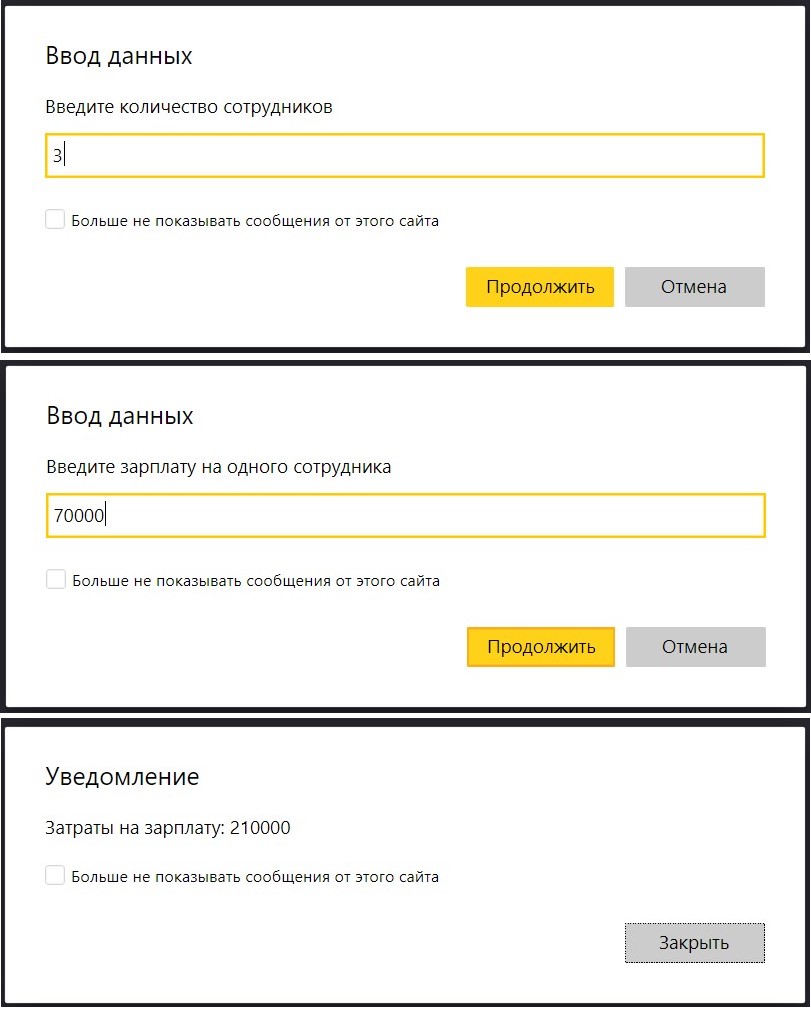 Ввод данных
Введите количество сотрудников
3
Больше не показывать сообщения от этого сайта
Продолжить Отмена
Ввод данных
Введите зарплату на одного сотрудника
70000
Больше не показывать сообщения от этого сайта
Продолжить Отмена
Уведомление
Затраты на зарплату: 210000
Больше не показывать сообщения от этого сайта
Закрыть